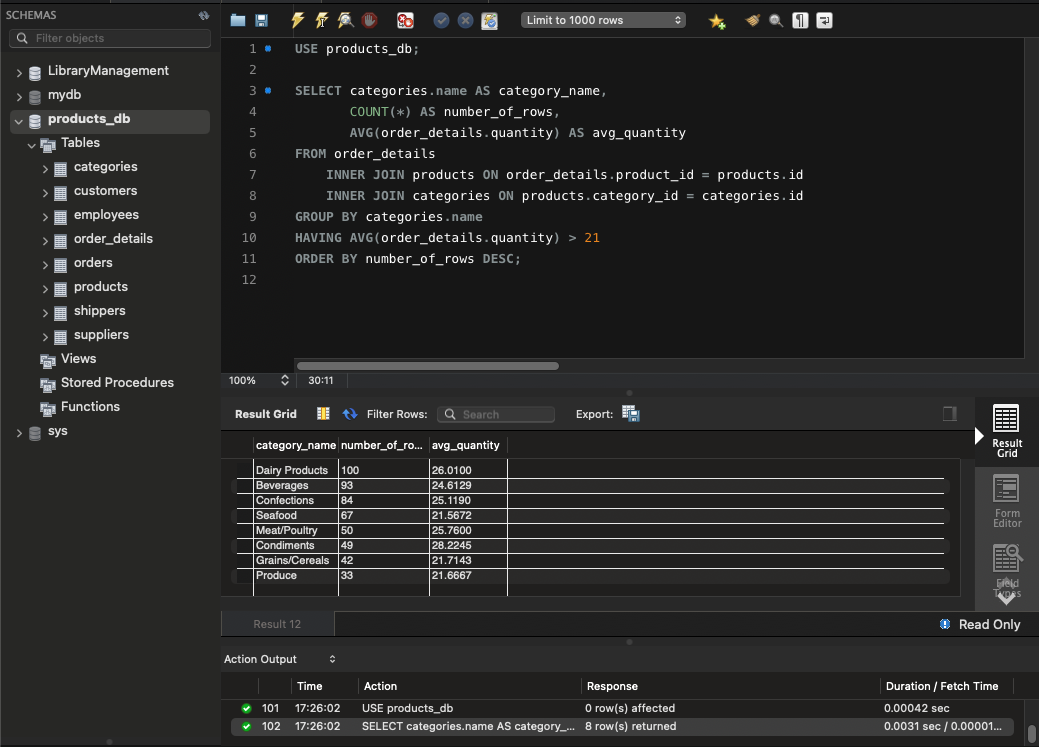 SCHEMAS
Filter objects
LibraryManagement
mydb
products_db
Tables
categories
customers
employees
order_details
orders
products
shippers
suppliers
Views
Stored Procedures
Functions
sys
Limit to 1000 rows
1 USE products_db;
2
3 SELECT categories.name AS category_name,
4 COUNT(*) AS number_of_rows,
5 AVG(order_details.quantity) AS avg_quantity
6 FROM order_details
7 INNER JOIN products ON order_details.product_id = products.id
8 INNER JOIN categories ON products.category_id = categories.id
9 GROUP BY categories.name
10 HAVING AVG(order_details.quantity) > 21
11 ORDER BY number_of_rows DESC;
12
100% 30:11
Result Grid Filter Rows: Search Export:
category_name number_of_ro... avg_quantity
Dairy Products 100 26.0100
Beverages 93 24.6129
Confections 84 25.1190
Seafood 67 21.5672
Meat/Poultry 50 25.7600
Condiments 49 28.2245
Grains/Cereals 42 21.7143
Produce 33 21.6667
Result
Grid
Form
Editor
Field
Types
Result 12 Read Only
Action Output
Time Action Response Duration / Fetch Time
101 17:26:02 USE products_db 0 row(s) affected 0.00042 sec
102 17:26:02 SELECT categories.name AS category_... 8 row(s) returned 0.0031 sec / 0.00001...